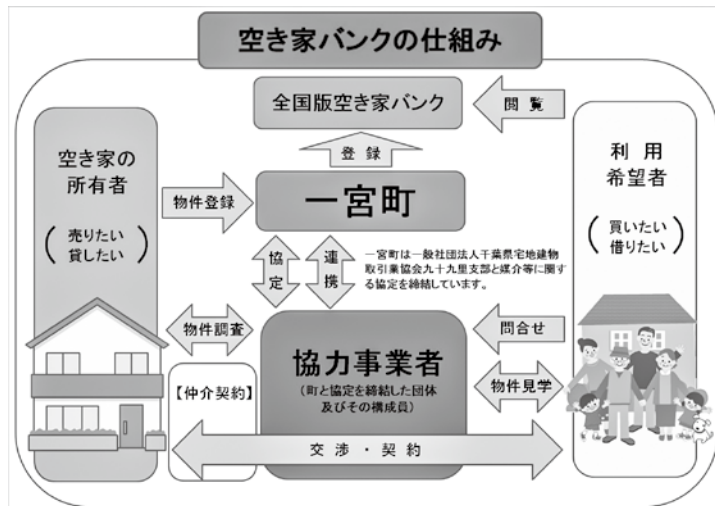 空き家バンクの仕組み
全国版空き家バンク
閲覧
登録
空き家の
所有者
(売りたい
貸したい)
物件登録
一宮町
利用
希望者
(買いたい
借りたい)
協定
連携
一宮町は一般社団法人千葉県宅地建物
取引業協会九十九里支部と媒介等に関す
る協定を締結しています。
物件調査
協力事業者
(町と協定を締結した団体
及びその構成員)
問合せ
物件見学
【仲介契約】
交渉・契約